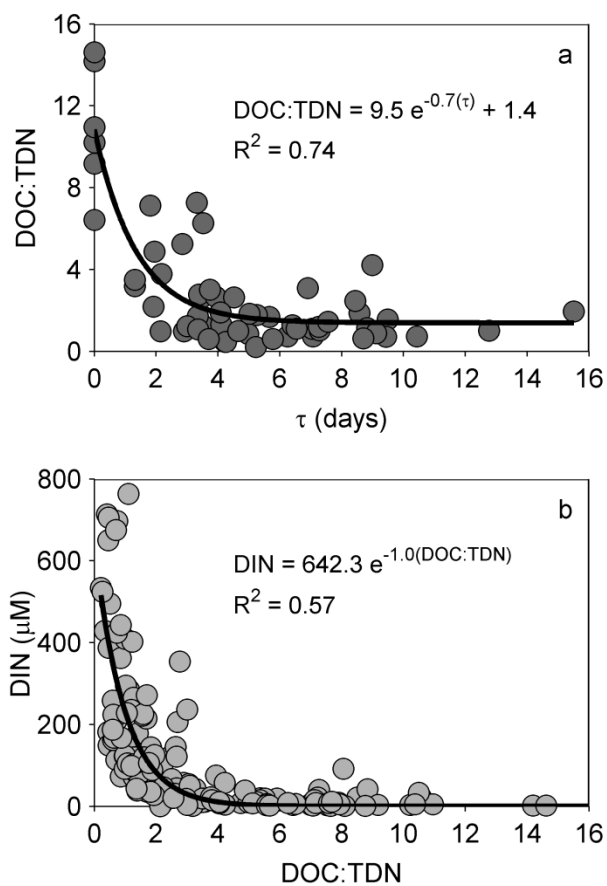 a
16
12
8
4
0
DOC:TDN
DOC:TDN = 9.5 e^-0.7(τ) + 1.4
R² = 0.74
0 2 4 6 8 10 12 14 16
τ (days)
b
800
600
400
200
0
DIN (μM)
DIN = 642.3 e^-1.0(DOC:TDN)
R² = 0.57
0 2 4 6 8 10 12 14 16
DOC:TDN